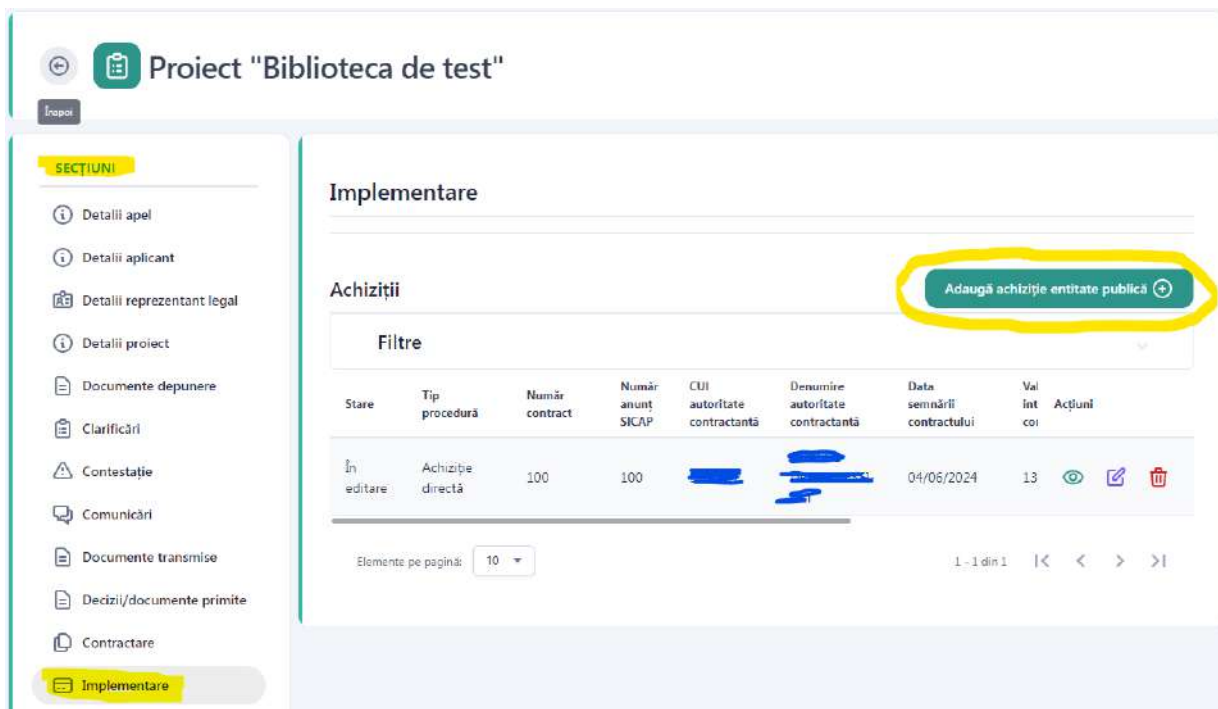 Proiect "Biblioteca de test"
Înapoi
SECȚIUNI
Detalii apel
Detalii aplicant
Detalii reprezentant legal
Detalii proiect
Documente depunere
Clarificări
Contestație
Comunicări
Documente transmise
Decizii/documente primite
Contractare
Implementare
Implementare
Achiziții
Adaugă achiziție entitate publică
Filtre
Stare
Tip
procedură
Număr
contract
Număr
anunț
SICAP
CUI
autoritate
contractantă
Denumire
autoritate
contractantă
Data
semnării
contractului
Val
int
Acțiuni
În
editare
Achiziție
directă
100
100
04/06/2024
13
Elemente pe pagină:
10
1 - 1 din 1